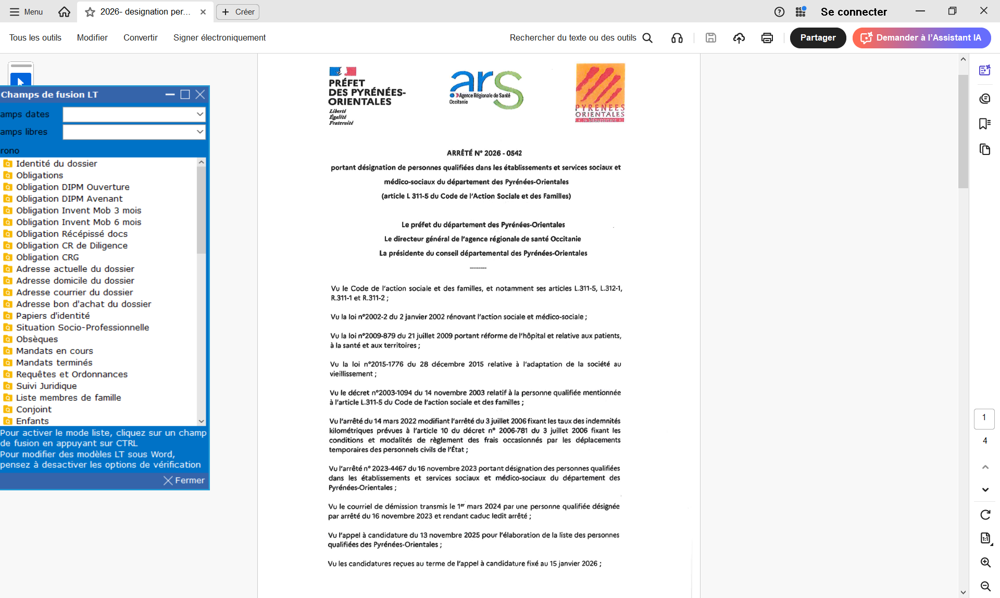 Menu
2026- designation per...
Créer
Se connecter
Tous les outils
Modifier
Convertir
Signer électroniquement
Rechercher du texte ou des outils
Partager
Demander à l'Assistant IA
Champs de fusion LT
amps dates
amps libres
rono
Identité du dossier
Obligations
Obligation DIPM Ouverture
Obligation DIPM Avenant
Obligation Invent Mob 3 mois
Obligation Invent Mob 6 mois
Obligation Récépissé docs
Obligation CR de Diligence
Obligation CRG
Adresse actuelle du dossier
Adresse domicile du dossier
Adresse courrier du dossier
Adresse bon d'achat du dossier
Papiers d'identité
Situation Socio-Professionnelle
Obsèques
Mandats en cours
Mandats terminés
Requêtes et Ordonnances
Suivi Juridique
Liste membres de famille
Conjoint
Enfants
Pour activer le mode liste, cliquez sur un champ
de fusion en appuyant sur CTRL
Pour modifier des modèles LT sous Word,
pensez à desactiver les options de vérification
Fermer
PRÉFET
DES PYRÉNÉES-
ORIENTALES
Liberté
Égalité
Fraternité
ars
Agence Régionale de Santé
Occitanie
PYRENEES
ORIENTALES
le Département
ARRÊTÉ N° 2026 - 0542
portant désignation de personnes qualifiées dans les établissements et services sociaux et
médico-sociaux du département des Pyrénées-Orientales
(article L 311-5 du Code de l'Action Sociale et des Familles)
Le préfet du département des Pyrénées-Orientales
Le directeur général de l'agence régionale de santé Occitanie
La présidente du conseil départemental des Pyrénées-Orientales
--------
Vu le Code de l'action sociale et des familles, et notamment ses articles L.311-5, L.312-1,
R.311-1 et R.311-2 ;
Vu la loi n°2002-2 du 2 janvier 2002 rénovant l'action sociale et médico-sociale ;
Vu la loi n°2009-879 du 21 juillet 2009 portant réforme de l'hôpital et relative aux patients,
à la santé et aux territoires ;
Vu la loi n°2015-1776 du 28 décembre 2015 relative à l'adaptation de la société au
vieillissement ;
Vu le décret n°2003-1094 du 14 novembre 2003 relatif à la personne qualifiée mentionnée
à l'article L.311-5 du Code de l'action sociale et des familles ;
Vu l'arrêté du 14 mars 2022 modifiant l'arrêté du 3 juillet 2006 fixant les taux des indemnités
kilométriques prévues à l'article 10 du décret n° 2006-781 du 3 juillet 2006 fixant les
conditions et modalités de règlement des frais occasionnés par les déplacements
temporaires des personnels civils de l'État ;
Vu l'arrêté n° 2023-4467 du 16 novembre 2023 portant désignation des personnes qualifiées
dans les établissements et services sociaux et médico-sociaux du département des
Pyrénées-Orientales ;
Vu le courriel de démission transmis le 1er mars 2024 par une personne qualifiée désignée
par arrêté du 16 novembre 2023 et rendant caduc ledit arrêté ;
Vu l'appel à candidature du 13 novembre 2025 pour l'élaboration de la liste des personnes
qualifiées des Pyrénées-Orientales ;
Vu les candidatures reçues au terme de l'appel à candidature fixé au 15 janvier 2026 ;
1
4
1:1